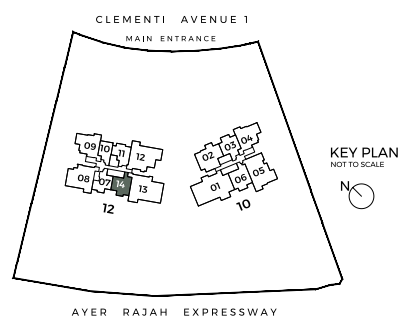 CLEMENTI AVENUE 1
MAIN ENTRANCE
09 10 11 12
08 07 14 13
12
02 03 04
01 06 05
10
KEY PLAN
NOT TO SCALE
N
AYER RAJAH EXPRESSWAY